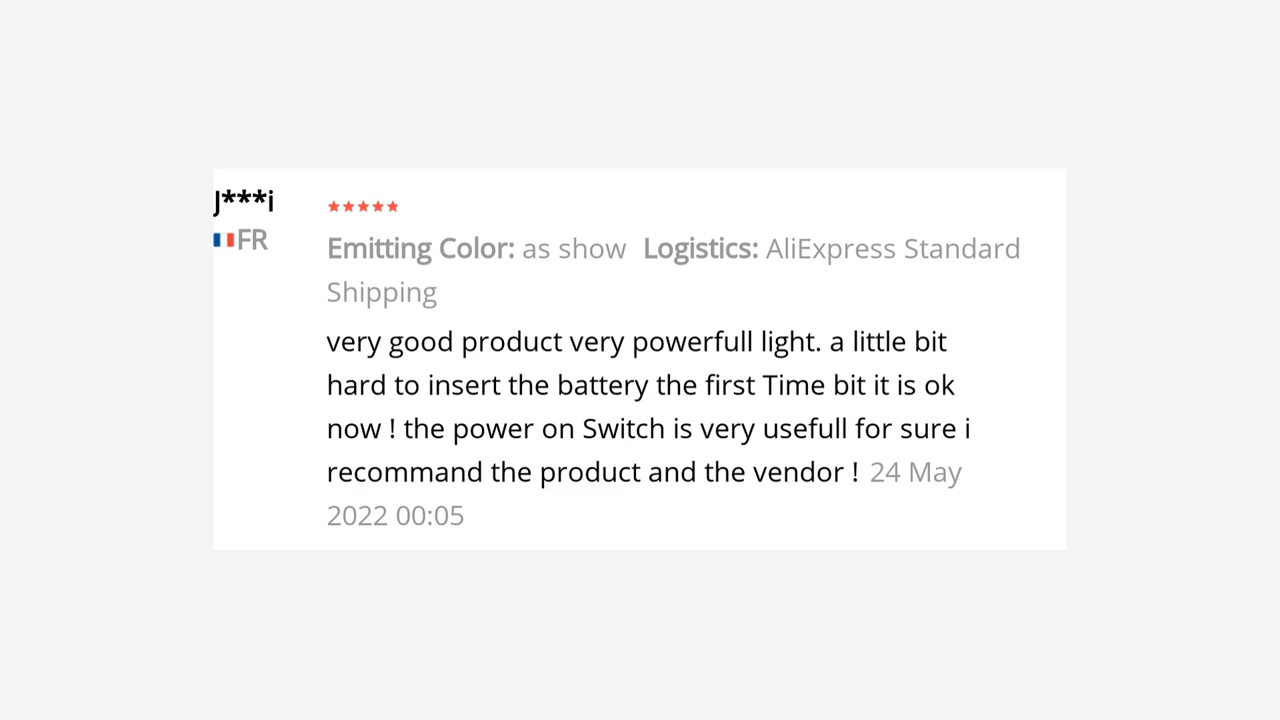 J***i
FR
Emitting Color: as show Logistics: AliExpress Standard
Shipping
very good product very powerfull light. a little bit
hard to insert the battery the first Time bit it is ok
now ! the power on Switch is very usefull for sure i
recommand the product and the vendor ! 24 May
2022 00:05